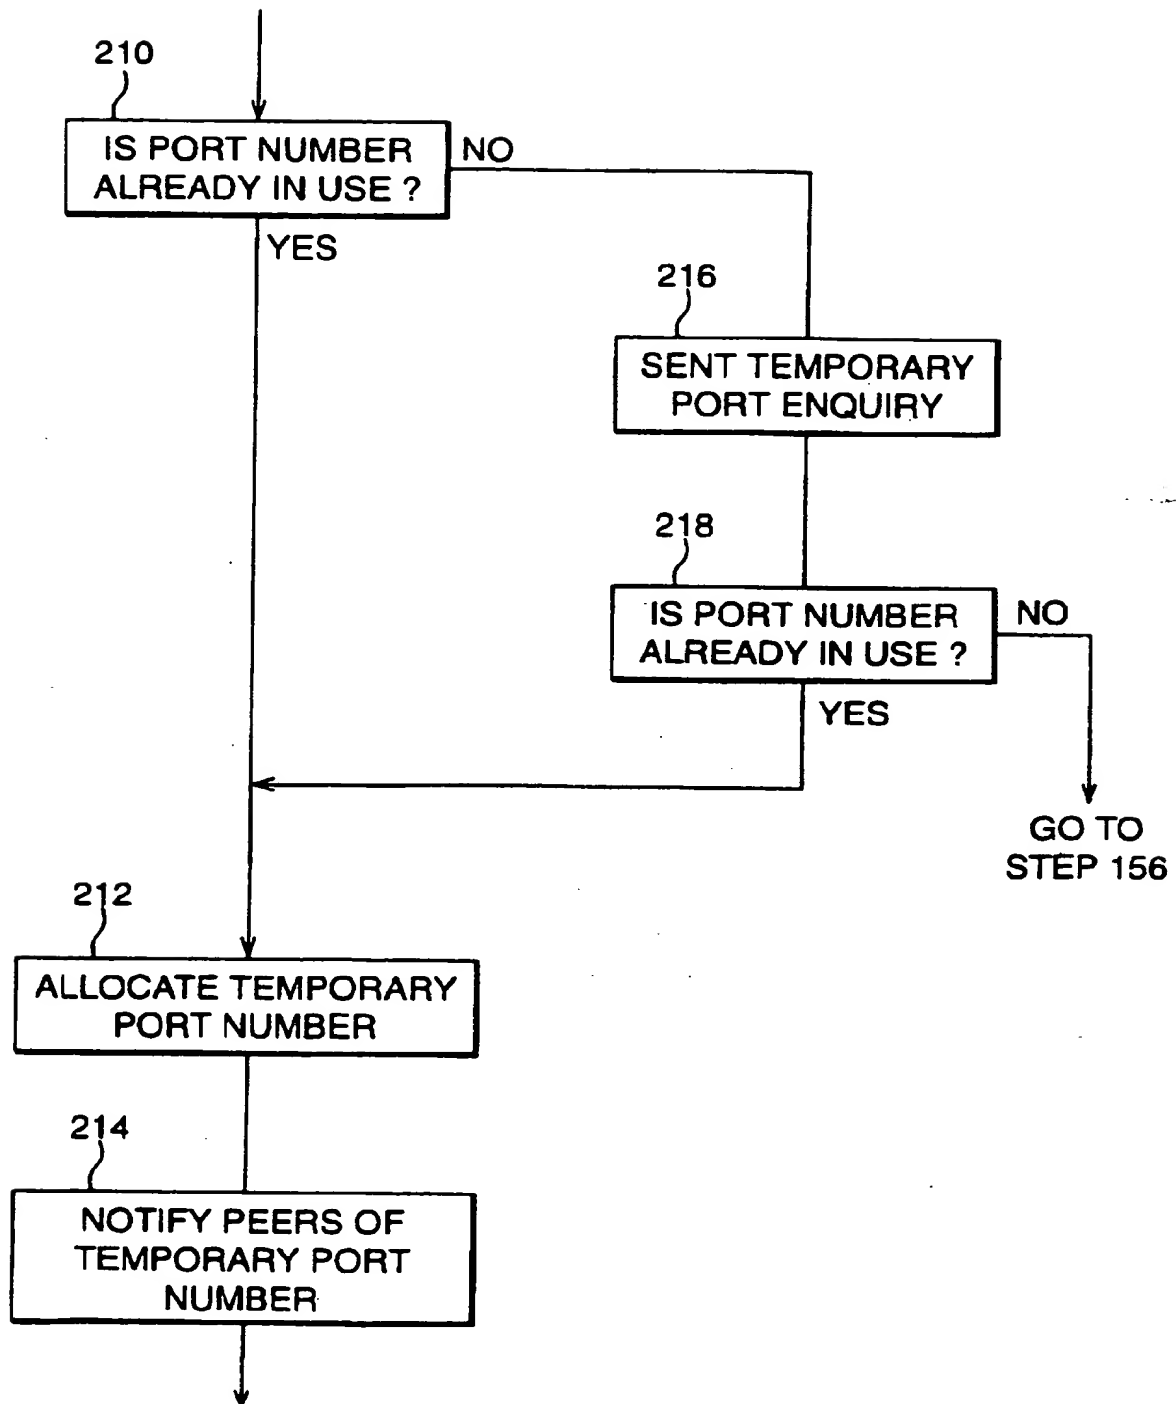 210
IS PORT NUMBER
ALREADY IN USE ?
NO
YES
216
SENT TEMPORARY
PORT ENQUIRY
218
IS PORT NUMBER
ALREADY IN USE ?
NO
YES
GO TO
STEP 156
212
ALLOCATE TEMPORARY
PORT NUMBER
214
NOTIFY PEERS OF
TEMPORARY PORT
NUMBER